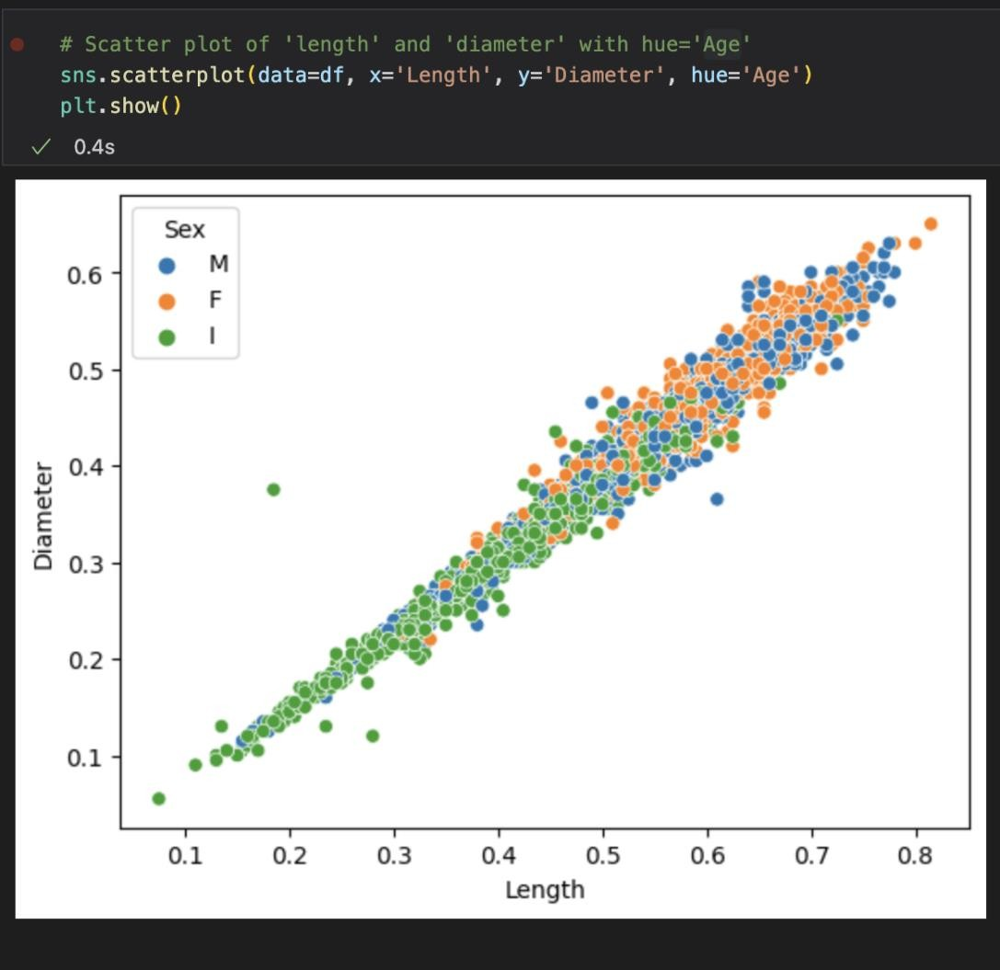 # Scatter plot of 'length' and 'diameter' with hue='Age'
sns.scatterplot(data=df, x='Length', y='Diameter', hue='Age')
plt.show()
0.4s
Sex
M
F
I
0.6
0.5
0.4
0.3
0.2
0.1
Diameter
0.1 0.2 0.3 0.4 0.5 0.6 0.7 0.8
Length